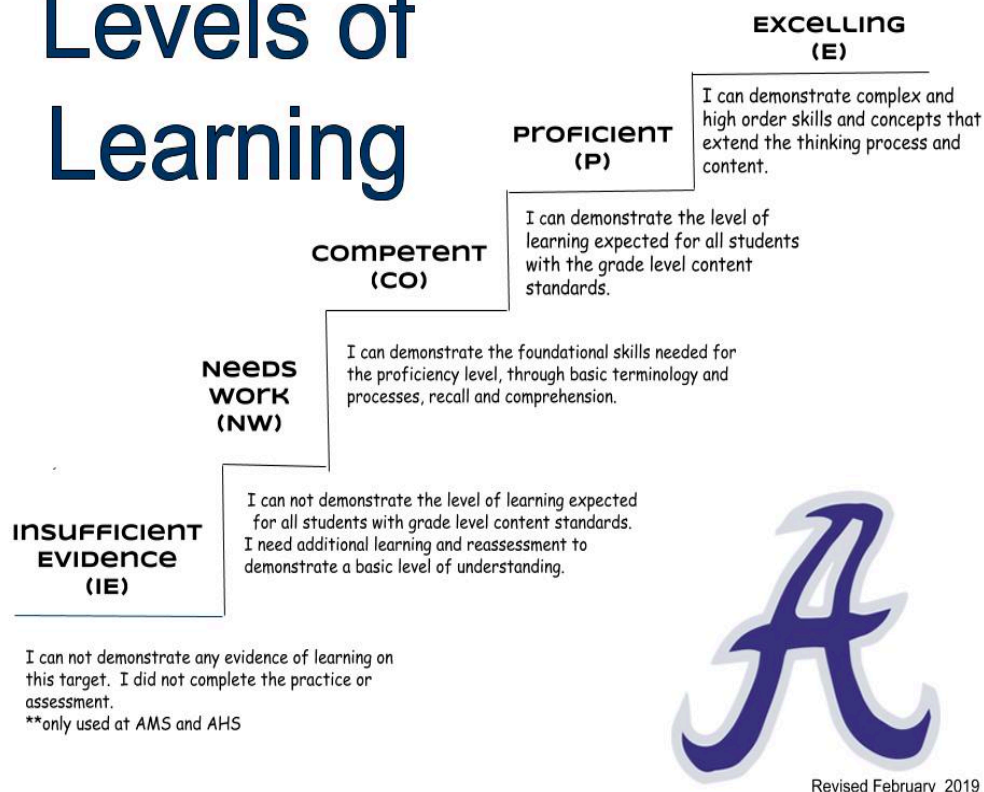 Levels of
Learning
EXCELLING
(E)
I can demonstrate complex and
high order skills and concepts that
extend the thinking process and
content.
PROFICIENT
(P)
I can demonstrate the level of
learning expected for all students
with the grade level content
standards.
COMPETENT
(CO)
I can demonstrate the foundational skills needed for
the proficiency level, through basic terminology and
processes, recall and comprehension.
NEEDS
WORK
(NW)
I can not demonstrate the level of learning expected
for all students with grade level content standards.
I need additional learning and reassessment to
demonstrate a basic level of understanding.
INSUFFICIENT
EVIDENCE
(IE)
I can not demonstrate any evidence of learning on
this target. I did not complete the practice or
assessment.
**only used at AMS and AHS
A
Revised February 2019